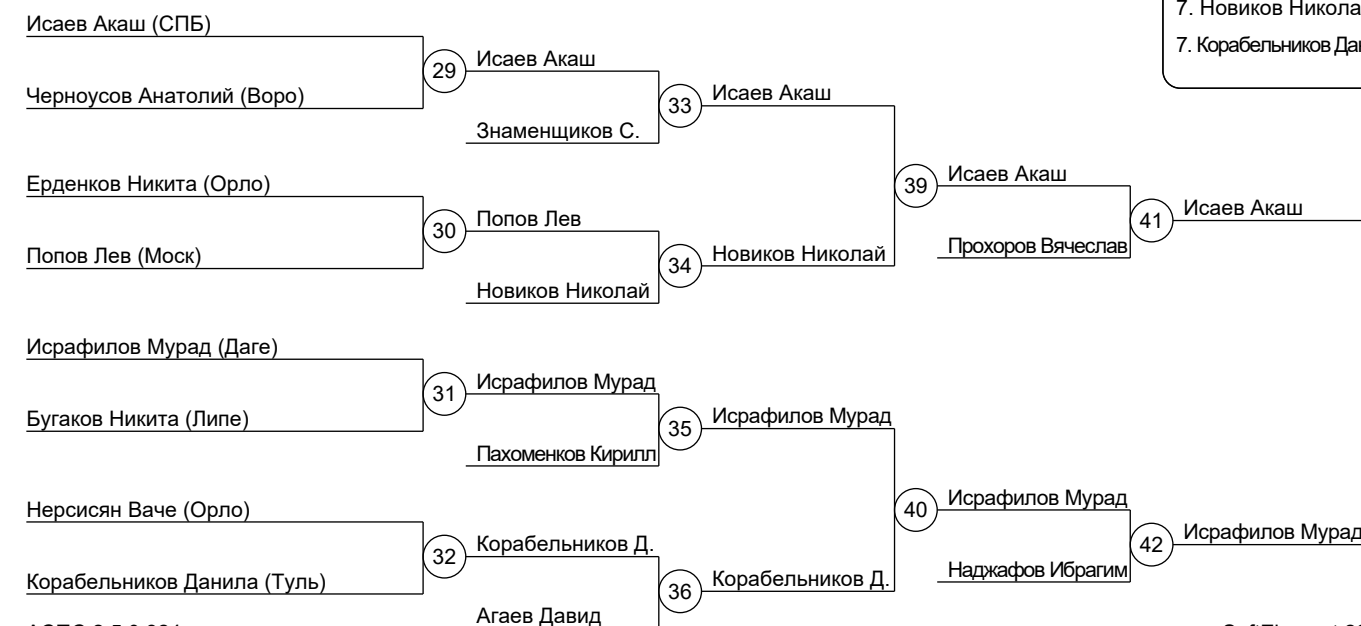 7. Новиков Никола
7. Корабельников Дан
Исаев Акаш (СПБ)
Черноусов Анатолий (Воро)
29
Исаев Акаш
Знаменщиков С.
33
Исаев Акаш
Ерденков Никита (Орло)
Попов Лев (Моск)
30
Попов Лев
Новиков Николай
34
Новиков Николай
39
Исаев Акаш
Прохоров Вячеслав
41
Исаев Акаш
Исрафилов Мурад (Даге)
Бугаков Никита (Липе)
31
Исрафилов Мурад
Пахоменков Кирилл
35
Исрафилов Мурад
Нерсисян Ваче (Орло)
Корабельников Данила (Туль)
32
Корабельников Д.
Агаев Давид
36
Корабельников Д.
40
Исрафилов Мурад
Наджафов Ибрагим
42
Исрафилов Мурад